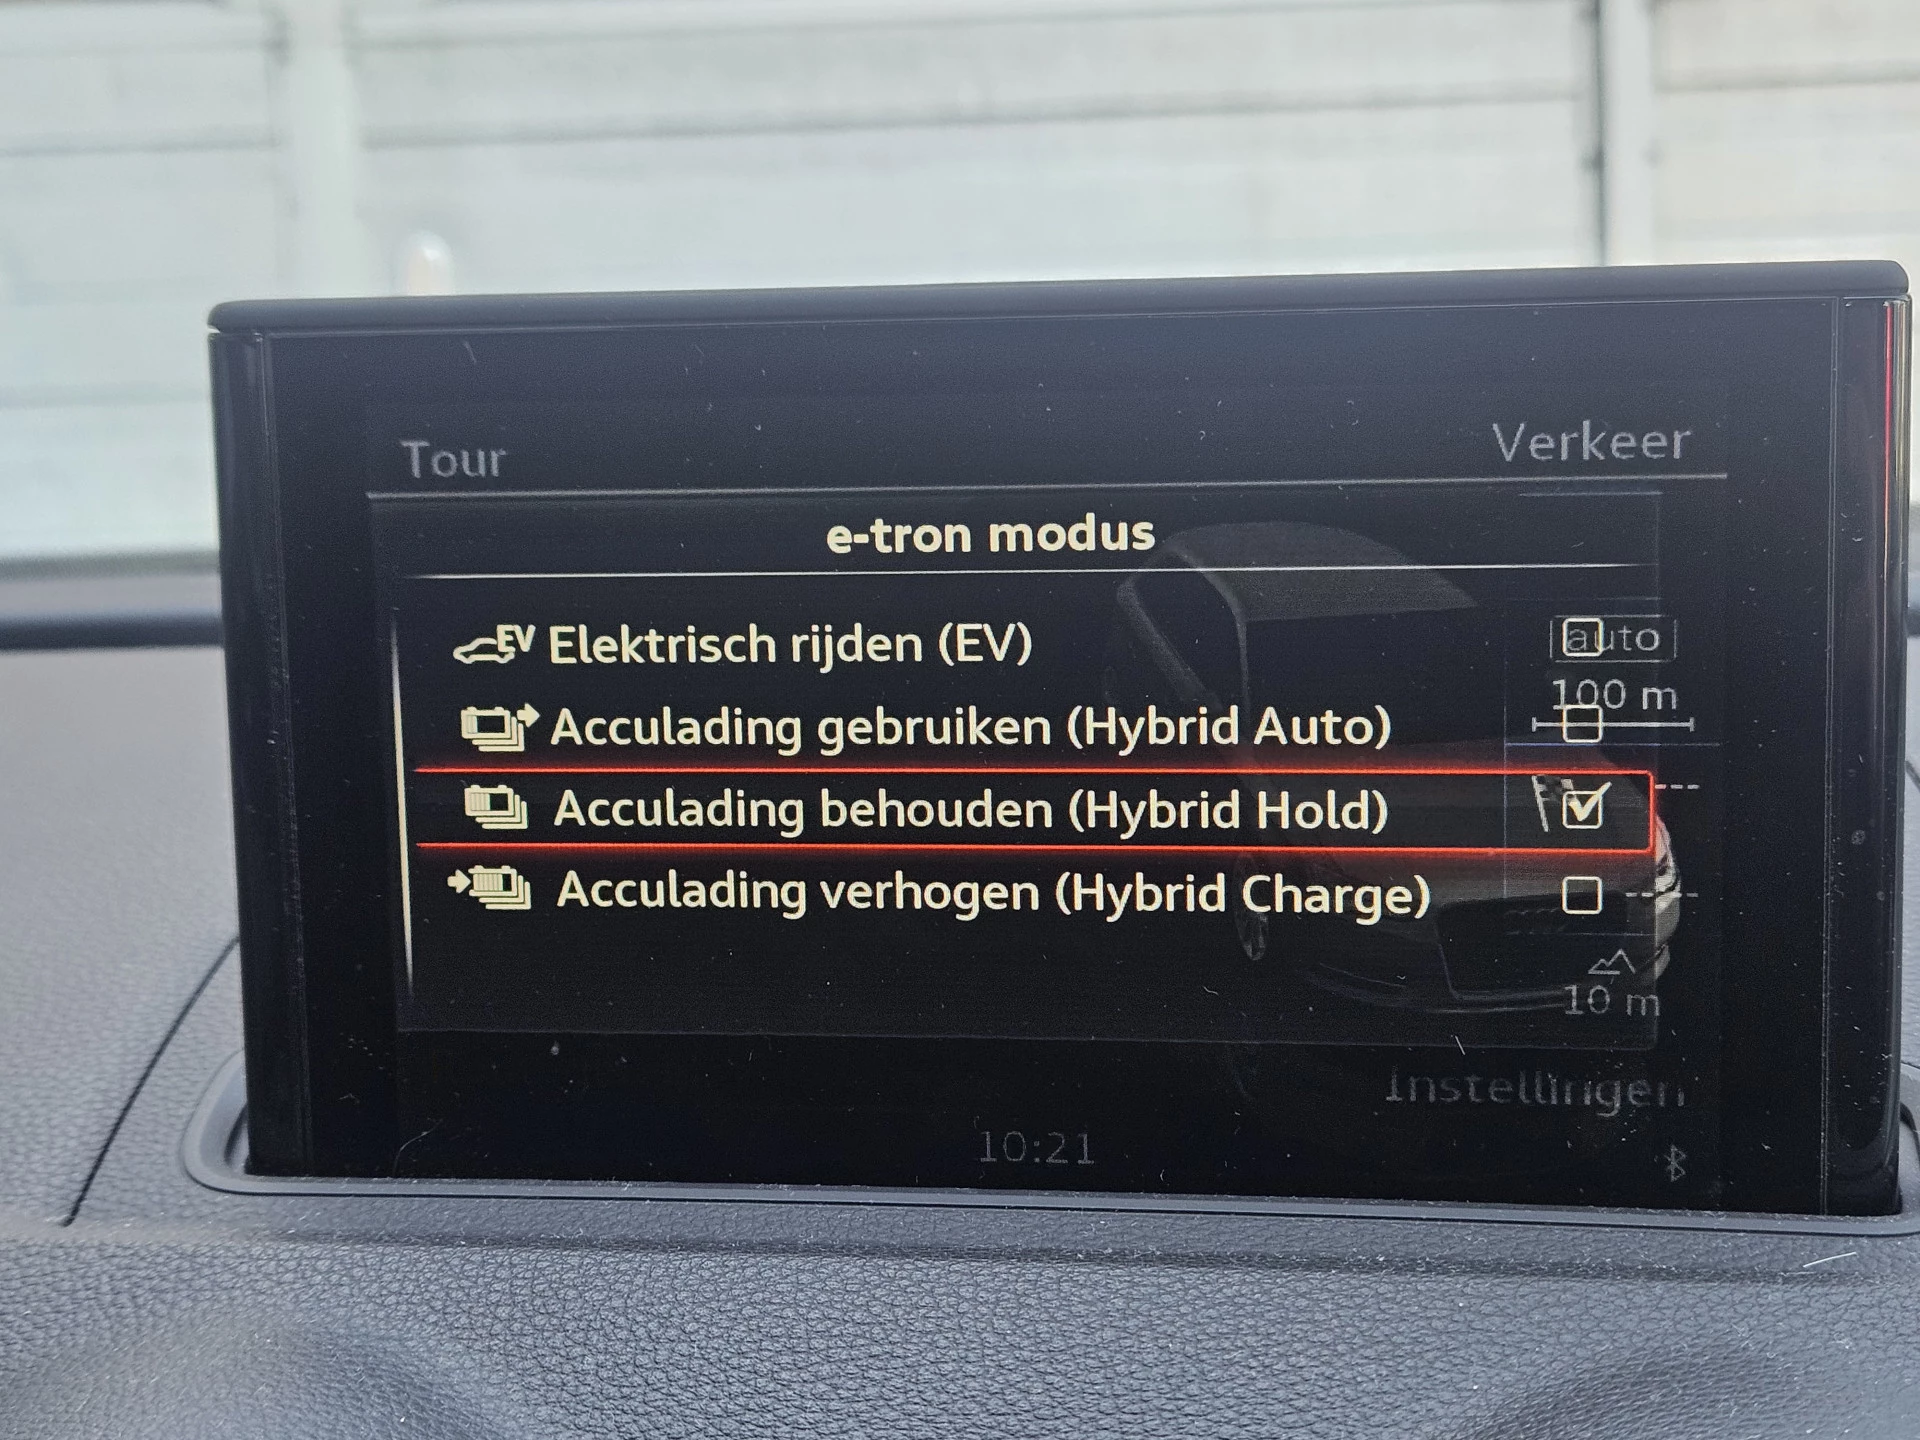 Tour
Verkeer
e-tron modus
EV Elektrisch rijden (EV)
auto
100 m
Acculading gebruiken (Hybrid Auto)
Acculading behouden (Hybrid Hold)
---
Acculading verhogen (Hybrid Charge)
---
10 m
Instellingen
10:21